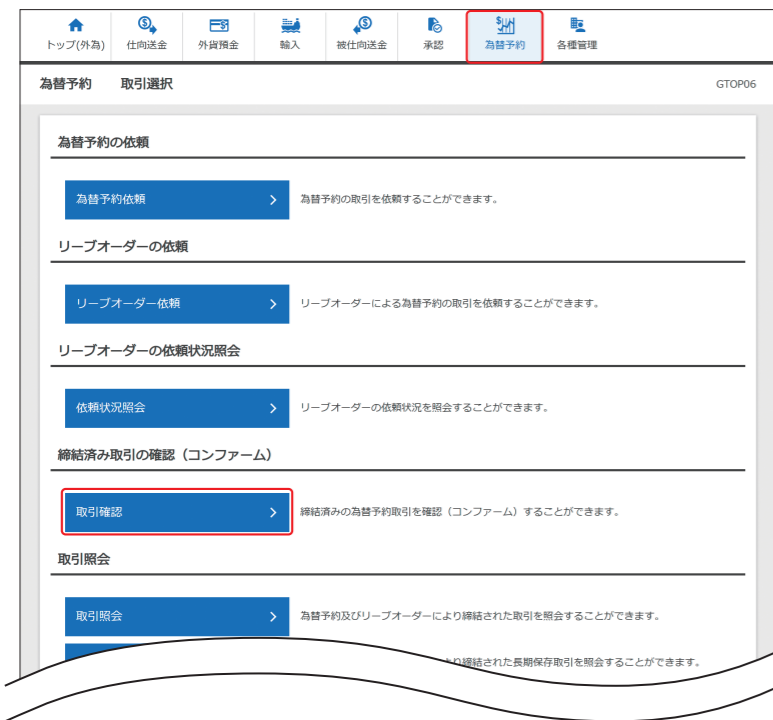 トップ(外為) 仕向送金 外貨預金 輸入 被仕向送金 承認 為替予約 各種管理
為替予約 取引選択 GTOP06
為替予約の依頼
為替予約依頼 為替予約の取引を依頼することができます。
リーブオーダーの依頼
リーブオーダー依頼 リーブオーダーによる為替予約の取引を依頼することができます。
リーブオーダーの依頼状況照会
依頼状況照会 リーブオーダーの依頼状況を照会することができます。
締結済み取引の確認（コンファーム）
取引確認 締結済みの為替予約取引を確認（コンファーム）することができます。
取引照会
取引照会 為替予約及びリーブオーダーにより締結された取引を照会することができます。
より締結された長期保存取引を照会することができます。